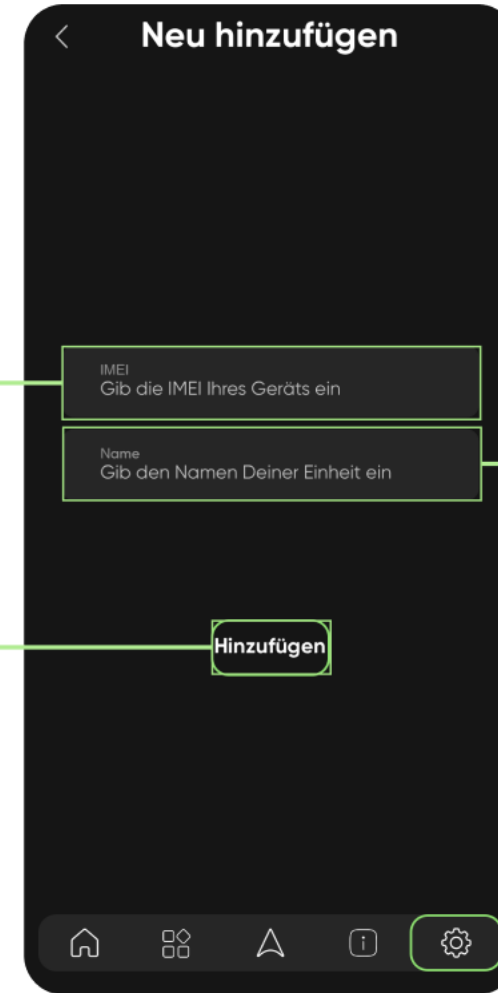 Neu hinzufügen
IMEI
Gib die IMEI Ihres Geräts ein
Name
Gib den Namen Deiner Einheit ein
Hinzufügen